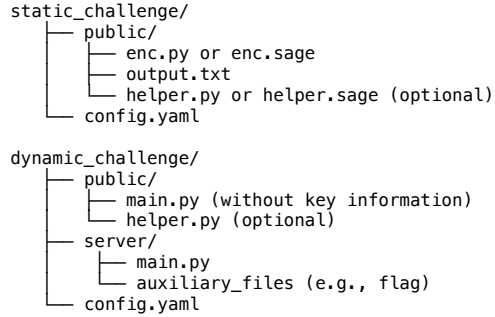 static_challenge/
├── public/
│   ├── enc.py or enc.sage
│   ├── output.txt
│   └── helper.py or helper.sage (optional)
└── config.yaml
dynamic_challenge/
├── public/
│   ├── main.py (without key information)
│   └── helper.py (optional)
├── server/
│   ├── main.py
│   └── auxiliary_files (e.g., flag)
└── config.yaml